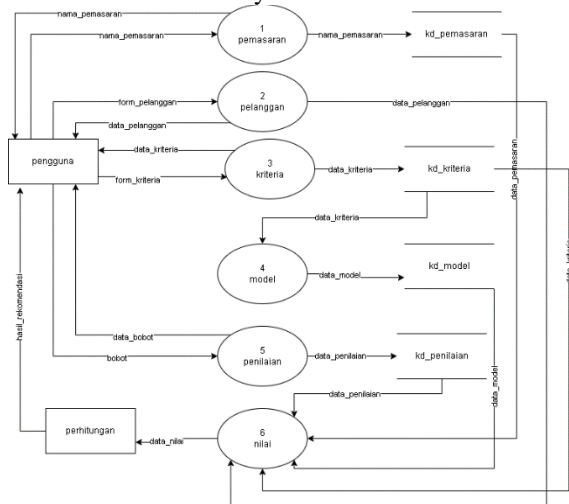 nama_pemasaran
1
pemasaran
nama_pemasaran
nama_pemasaran
kd_pemasaran
2
pelanggan
form_pelanggan
data_pelanggan
data_pelanggan
pengguna
data_kriteria
form_kriteria
3
kriteria
data_kriteria
kd_kriteria
data_pemasaran
data_kriteria
4
model
data_model
kd_model
hasil_rekomendasi
data_bobot
bobot
5
penilaian
data_penilaian
kd_penilaian
data_model
data_penilaian
perhitungan
data_nilai
6
nilai